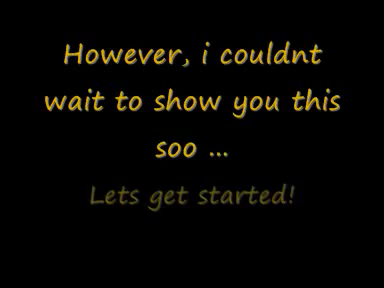 However, i couldnt
wait to show you this
soo ...
Lets get started!